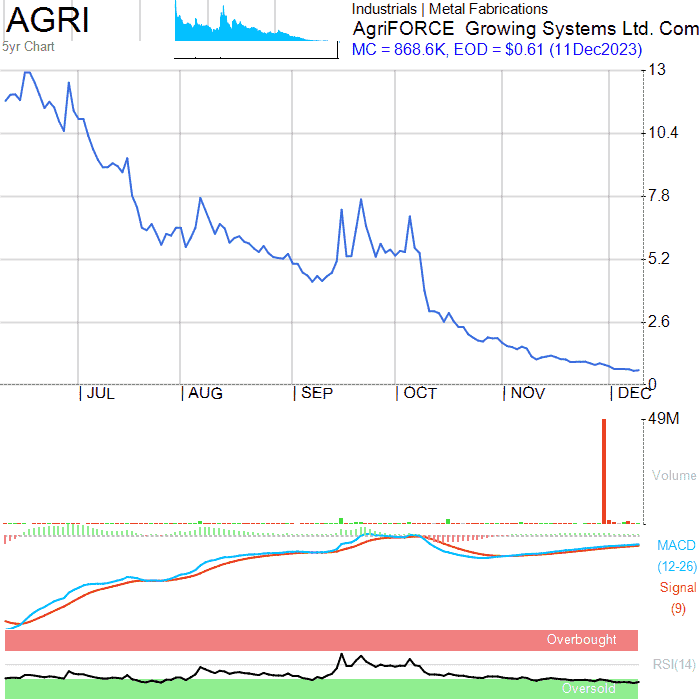 AGRI
5yr Chart
Industrials | Metal Fabrications
AgriFORCE Growing Systems Ltd. Com
MC = 868.6K, EOD = $0.61 (11Dec2023)
13
10.4
7.8
5.2
2.6
0
JUL AUG SEP OCT NOV DEC
49M
Volume
MACD
(12-26)
Signal
(9)
Overbought
RSI(14)
Oversold